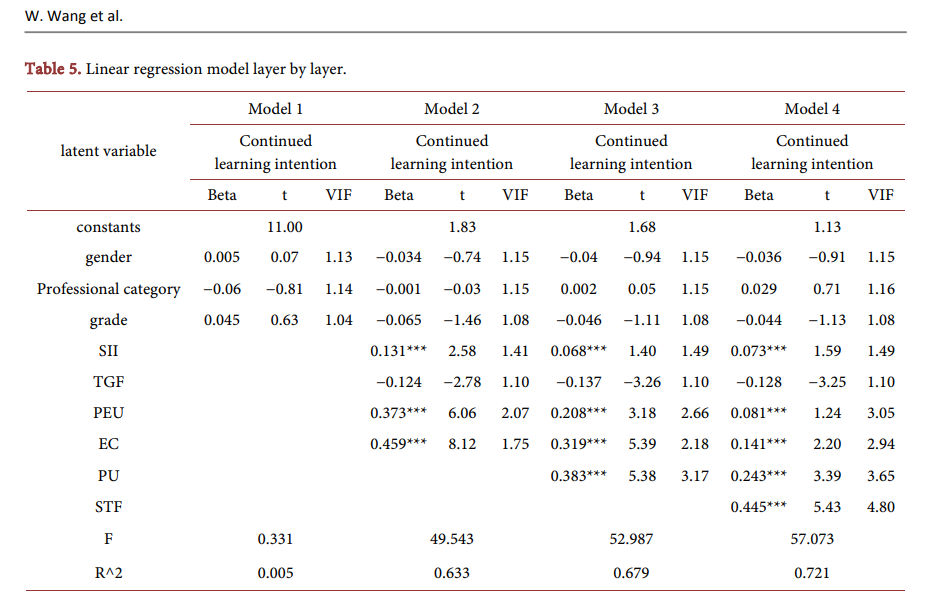 W. Wang et al.
Table 5. Linear regression model layer by layer.
latent variable Model 1 Model 2 Model 3 Model 4
Continued learning intention Continued learning intention Continued learning intention Continued learning intention
Beta t VIF Beta t VIF Beta t VIF Beta t VIF
constants 11.00 1.83 1.68 1.13
gender 0.005 0.07 1.13 −0.034 −0.74 1.15 −0.04 −0.94 1.15 −0.036 −0.91 1.15
Professional category −0.06 −0.81 1.14 −0.001 −0.03 1.15 0.002 0.05 1.15 0.029 0.71 1.16
grade 0.045 0.63 1.04 −0.065 −1.46 1.08 −0.046 −1.11 1.08 −0.044 −1.13 1.08
SII 0.131*** 2.58 1.41 0.068*** 1.40 1.49 0.073*** 1.59 1.49
TGF −0.124 −2.78 1.10 −0.137 −3.26 1.10 −0.128 −3.25 1.10
PEU 0.373*** 6.06 2.07 0.208*** 3.18 2.66 0.081*** 1.24 3.05
EC 0.459*** 8.12 1.75 0.319*** 5.39 2.18 0.141*** 2.20 2.94
PU 0.383*** 5.38 3.17 0.243*** 3.39 3.65
STF 0.445*** 5.43 4.80
F 0.331 49.543 52.987 57.073
R^2 0.005 0.633 0.679 0.721